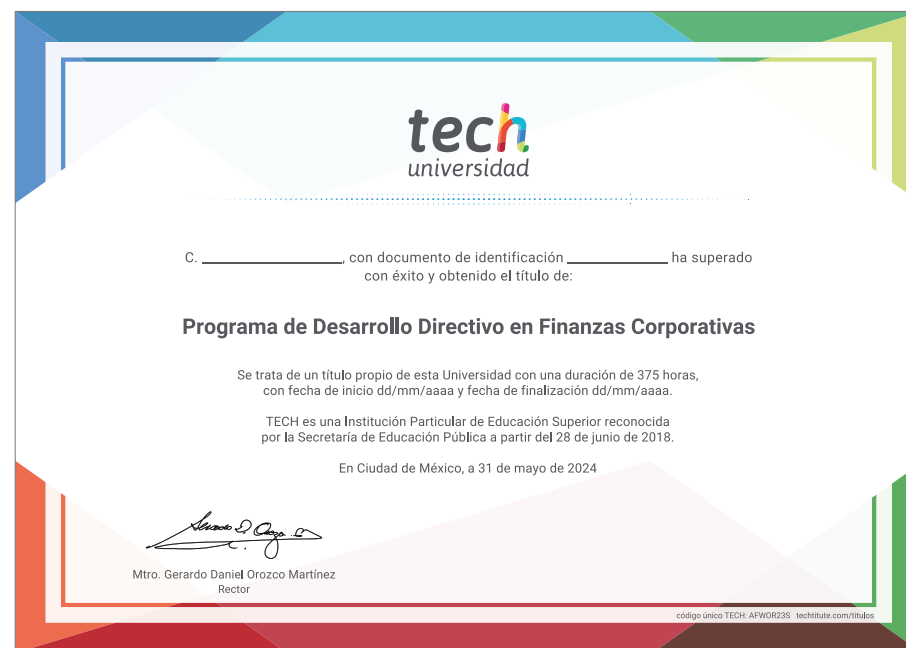 tech
universidad
C. ____________________, con documento de identificación ______________ ha superado
con éxito y obtenido el título de:
Programa de Desarrollo Directivo en Finanzas Corporativas
Se trata de un título propio de esta Universidad con una duración de 375 horas,
con fecha de inicio dd/mm/aaaa y fecha de finalización dd/mm/aaaa.
TECH es una Institución Particular de Educación Superior reconocida
por la Secretaría de Educación Pública a partir del 28 de junio de 2018.
En Ciudad de México, a 31 de mayo de 2024
Mtro. Gerardo Daniel Orozco Martínez
Rector
código único TECH: AFWOR23S techtitute.com/titulos